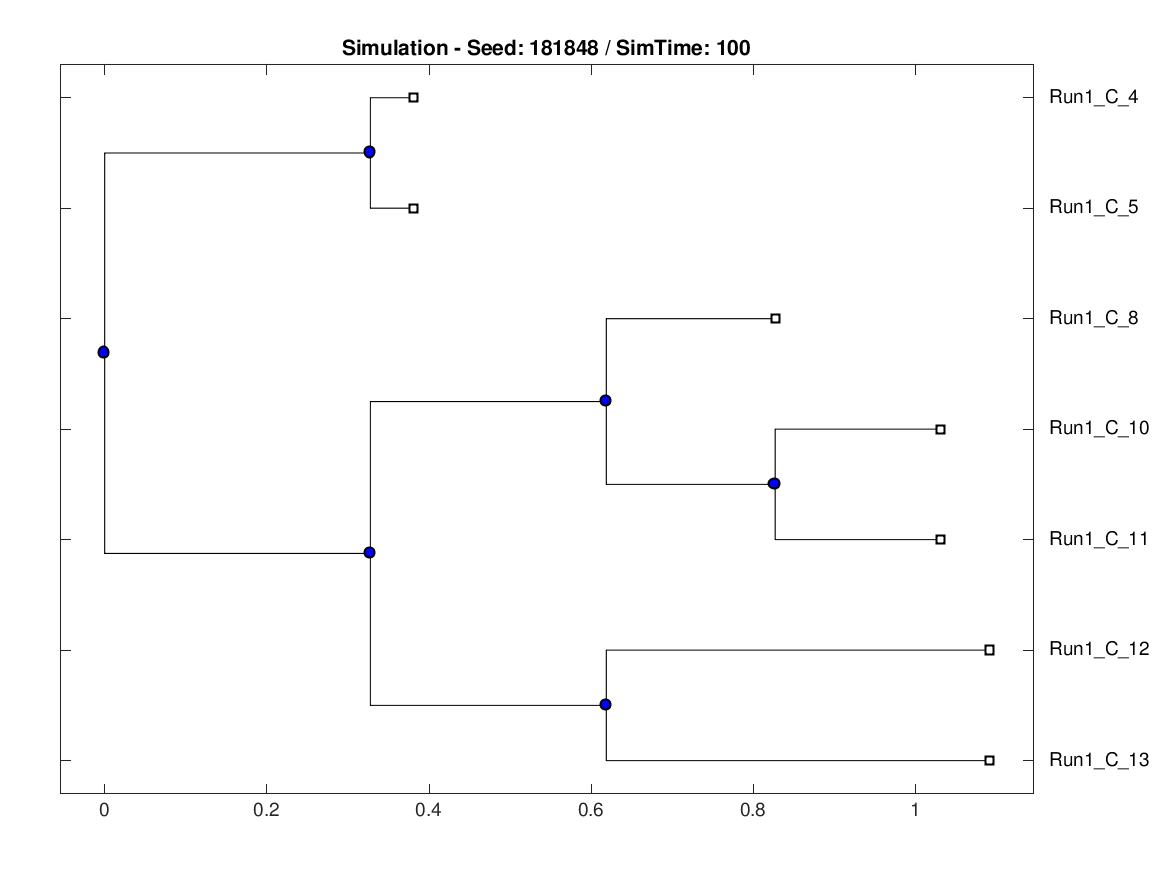 Simulation - Seed: 181848 / SimTime: 100
Run1_C_4
Run1_C_5
Run1_C_8
Run1_C_10
Run1_C_11
Run1_C_12
Run1_C_13
0 0.2 0.4 0.6 0.8 1